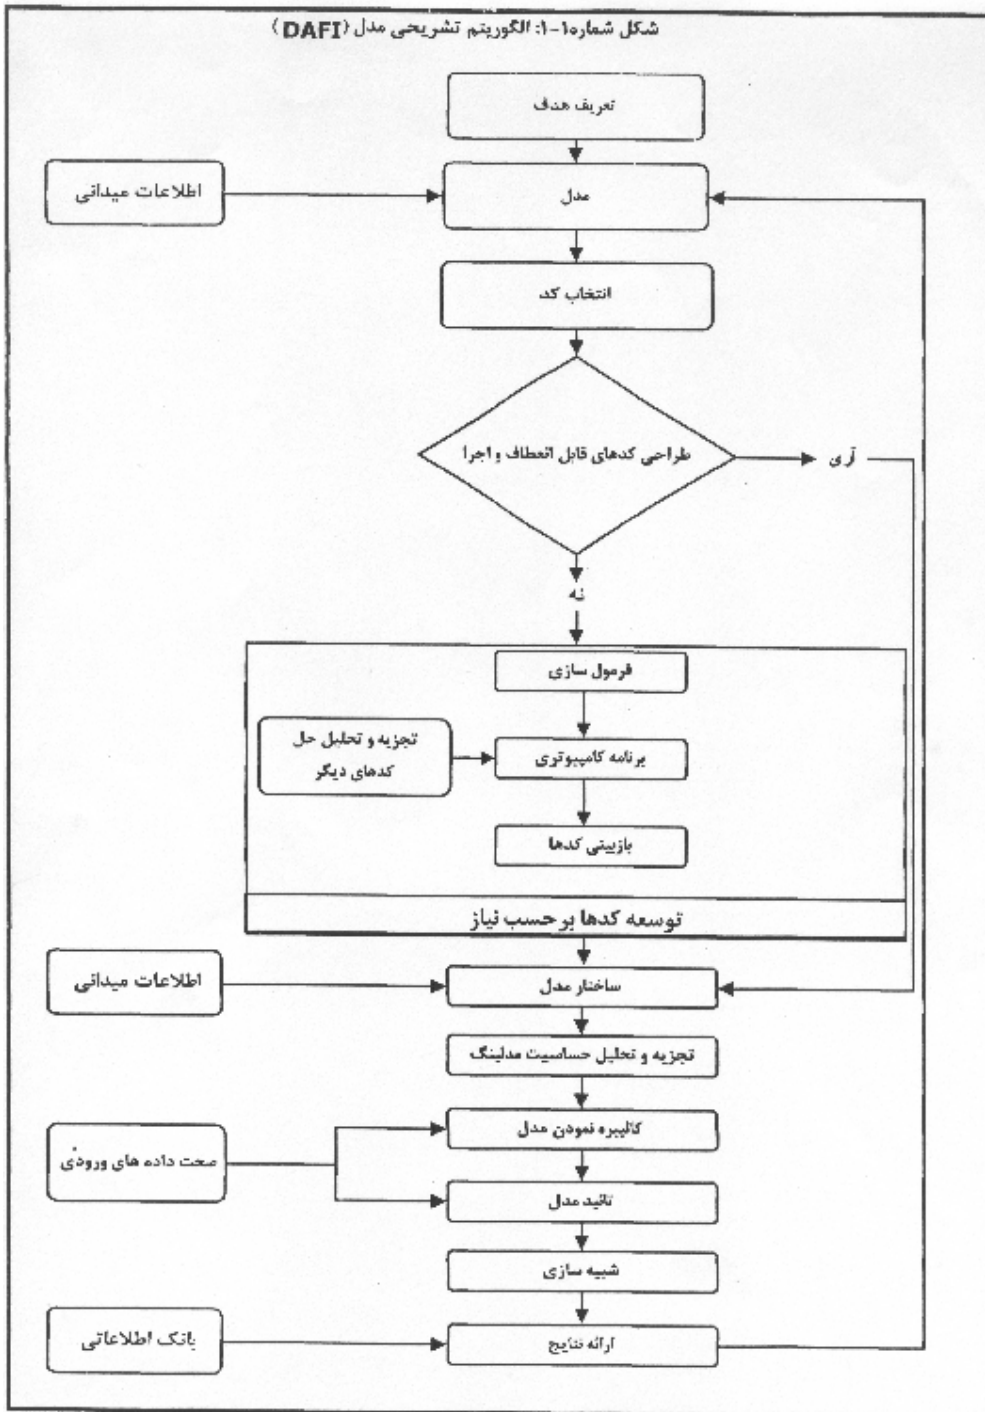 شکل شماره۱-۱: الگوریتم تشریحی مدل (DAFI)
تعریف هدف
اطلاعات میدانی
مدل
انتخاب کد
طراحی کدهای قابل انعطاف و اجرا
آری
نه
فرمول سازی
تجزیه و تحلیل حل
کدهای دیگر
برنامه کامپیوتری
بازبینی کدها
توسعه کدها بر حسب نیاز
اطلاعات میدانی
ساختار مدل
تجزیه و تحلیل حساسیت مدلینگ
کالیبره نمودن مدل
صحت داده های ورودی
تائید مدل
شبیه سازی
بانک اطلاعاتی
ارائه نتایج